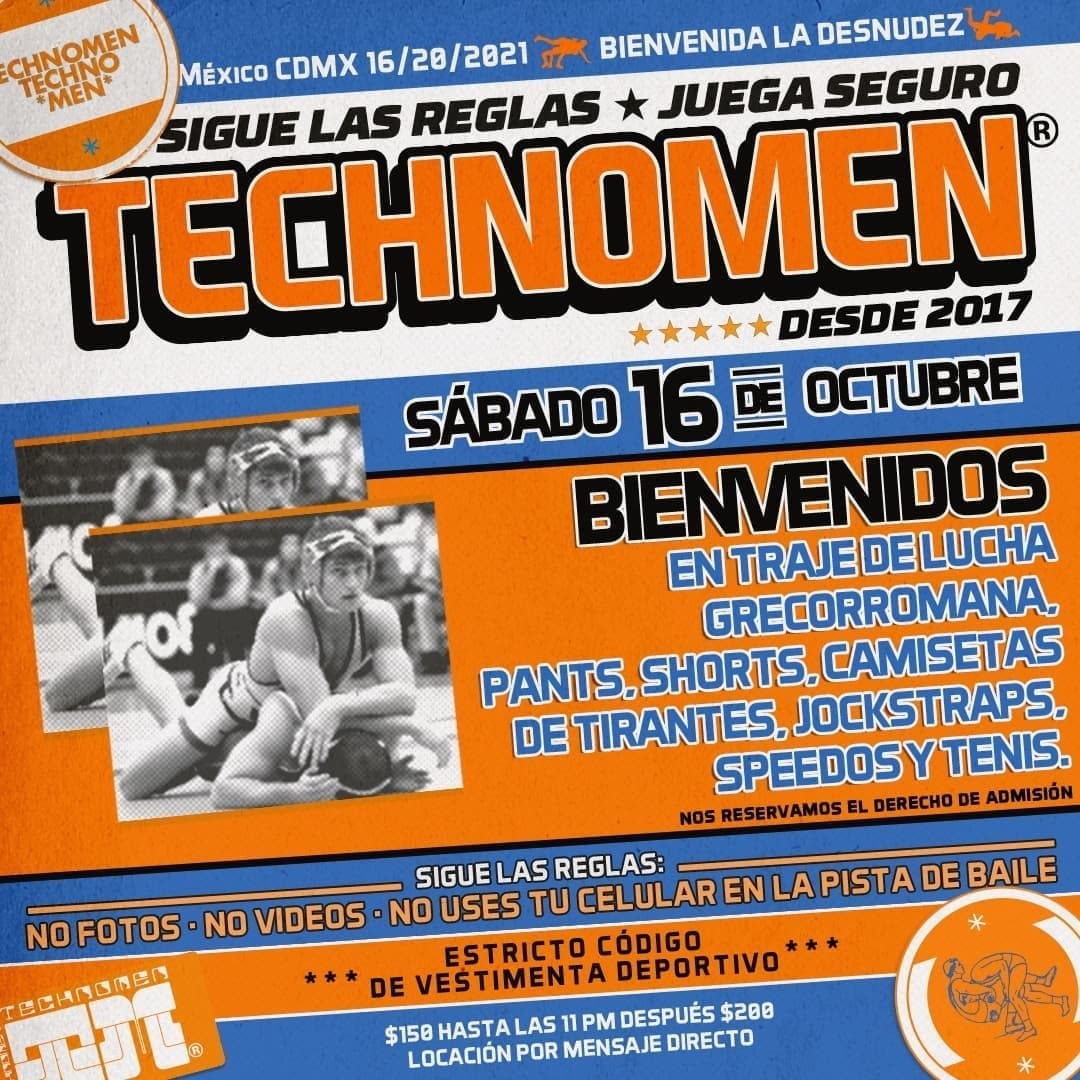 ECHNOMEN
TECHNO
*MEN*
México CDMX 16/20/2021 BIENVENIDA LA DESNUDEZ
SIGUE LAS REGLAS ★ JUEGA SEGURO
TECHNOMEN®
★★★★★ DESDE 2017
SÁBADO 16 DE OCTUBRE
BIENVENIDOS
EN TRAJE DE LUCHA
GRECORROMANA,
PANTS, SHORTS, CAMISETAS
DE TIRANTES, JOCKSTRAPS,
SPEEDOS Y TENIS.
NOS RESERVAMOS EL DERECHO DE ADMISIÓN
SIGUE LAS REGLAS:
NO FOTOS · NO VIDEOS · NO USES TU CELULAR EN LA PISTA DE BAILE
ESTRICTO CÓDIGO
*** DE VESTIMENTA DEPORTIVO ***
$150 HASTA LAS 11 PM DESPUÉS $200
LOCACIÓN POR MENSAJE DIRECTO
TECHNOMEN
TM®